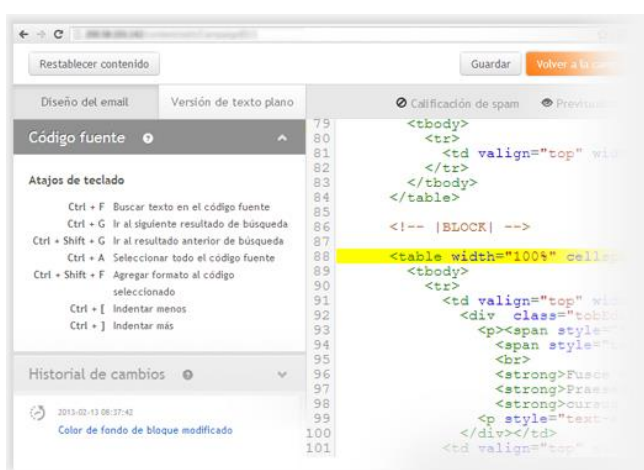 Restablecer contenido
Guardar
Volver a la
Diseño del email
Versión de texto plano
Calificación de spam
Código fuente
Atajos de teclado
Ctrl + F Buscar texto en el código fuente
Ctrl + G Ir al siguiente resultado de búsqueda
Ctrl + Shift + G Ir al resultado anterior de búsqueda
Ctrl + A Seleccionar todo el código fuente
Ctrl + Shift + F Agregar formato al código
seleccionado
Ctrl + [ Indentar menos
Ctrl + ] Indentar más
Historial de cambios
2013-02-13 08:37:42
Color de fondo de bloque modificado
79 <tbody>
80 <tr>
81 <td valign="top"
82 </tr>
83 </tbody>
84 </table>
85
86 <!-- |BLOCK| -->
87
88 <table width="100%"
89 <tbody>
90 <tr>
91 <td valign="top"
92 <div class=
93 <p><span style=
94 <span style=
95 <br>
96 <strong>Fusce
97 <strong>
98 <strong>
99 <p style=
100 </div></td>
101 <td valign="top"